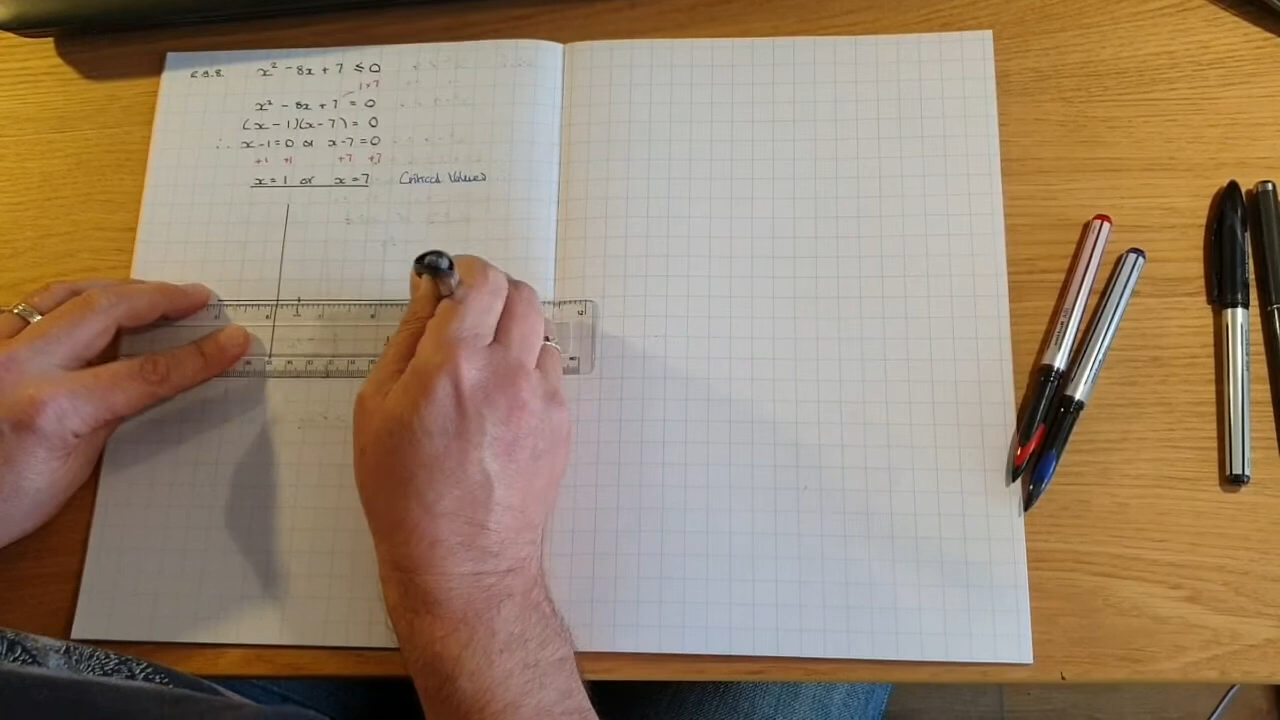 e.g. x² - 8x + 7 ≤ 0
1×7
x² - 8x + 7 = 0
(x - 1)(x - 7) = 0
∴ x-1=0 or x-7=0
+1 +1 +7 +7
x=1 or x=7 Critical Values